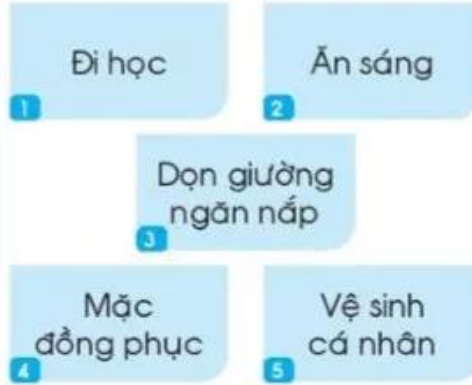 Đi học
1
Ăn sáng
2
Dọn giường
ngăn nắp
3
Mặc
đồng phục
4
Vệ sinh
cá nhân
5